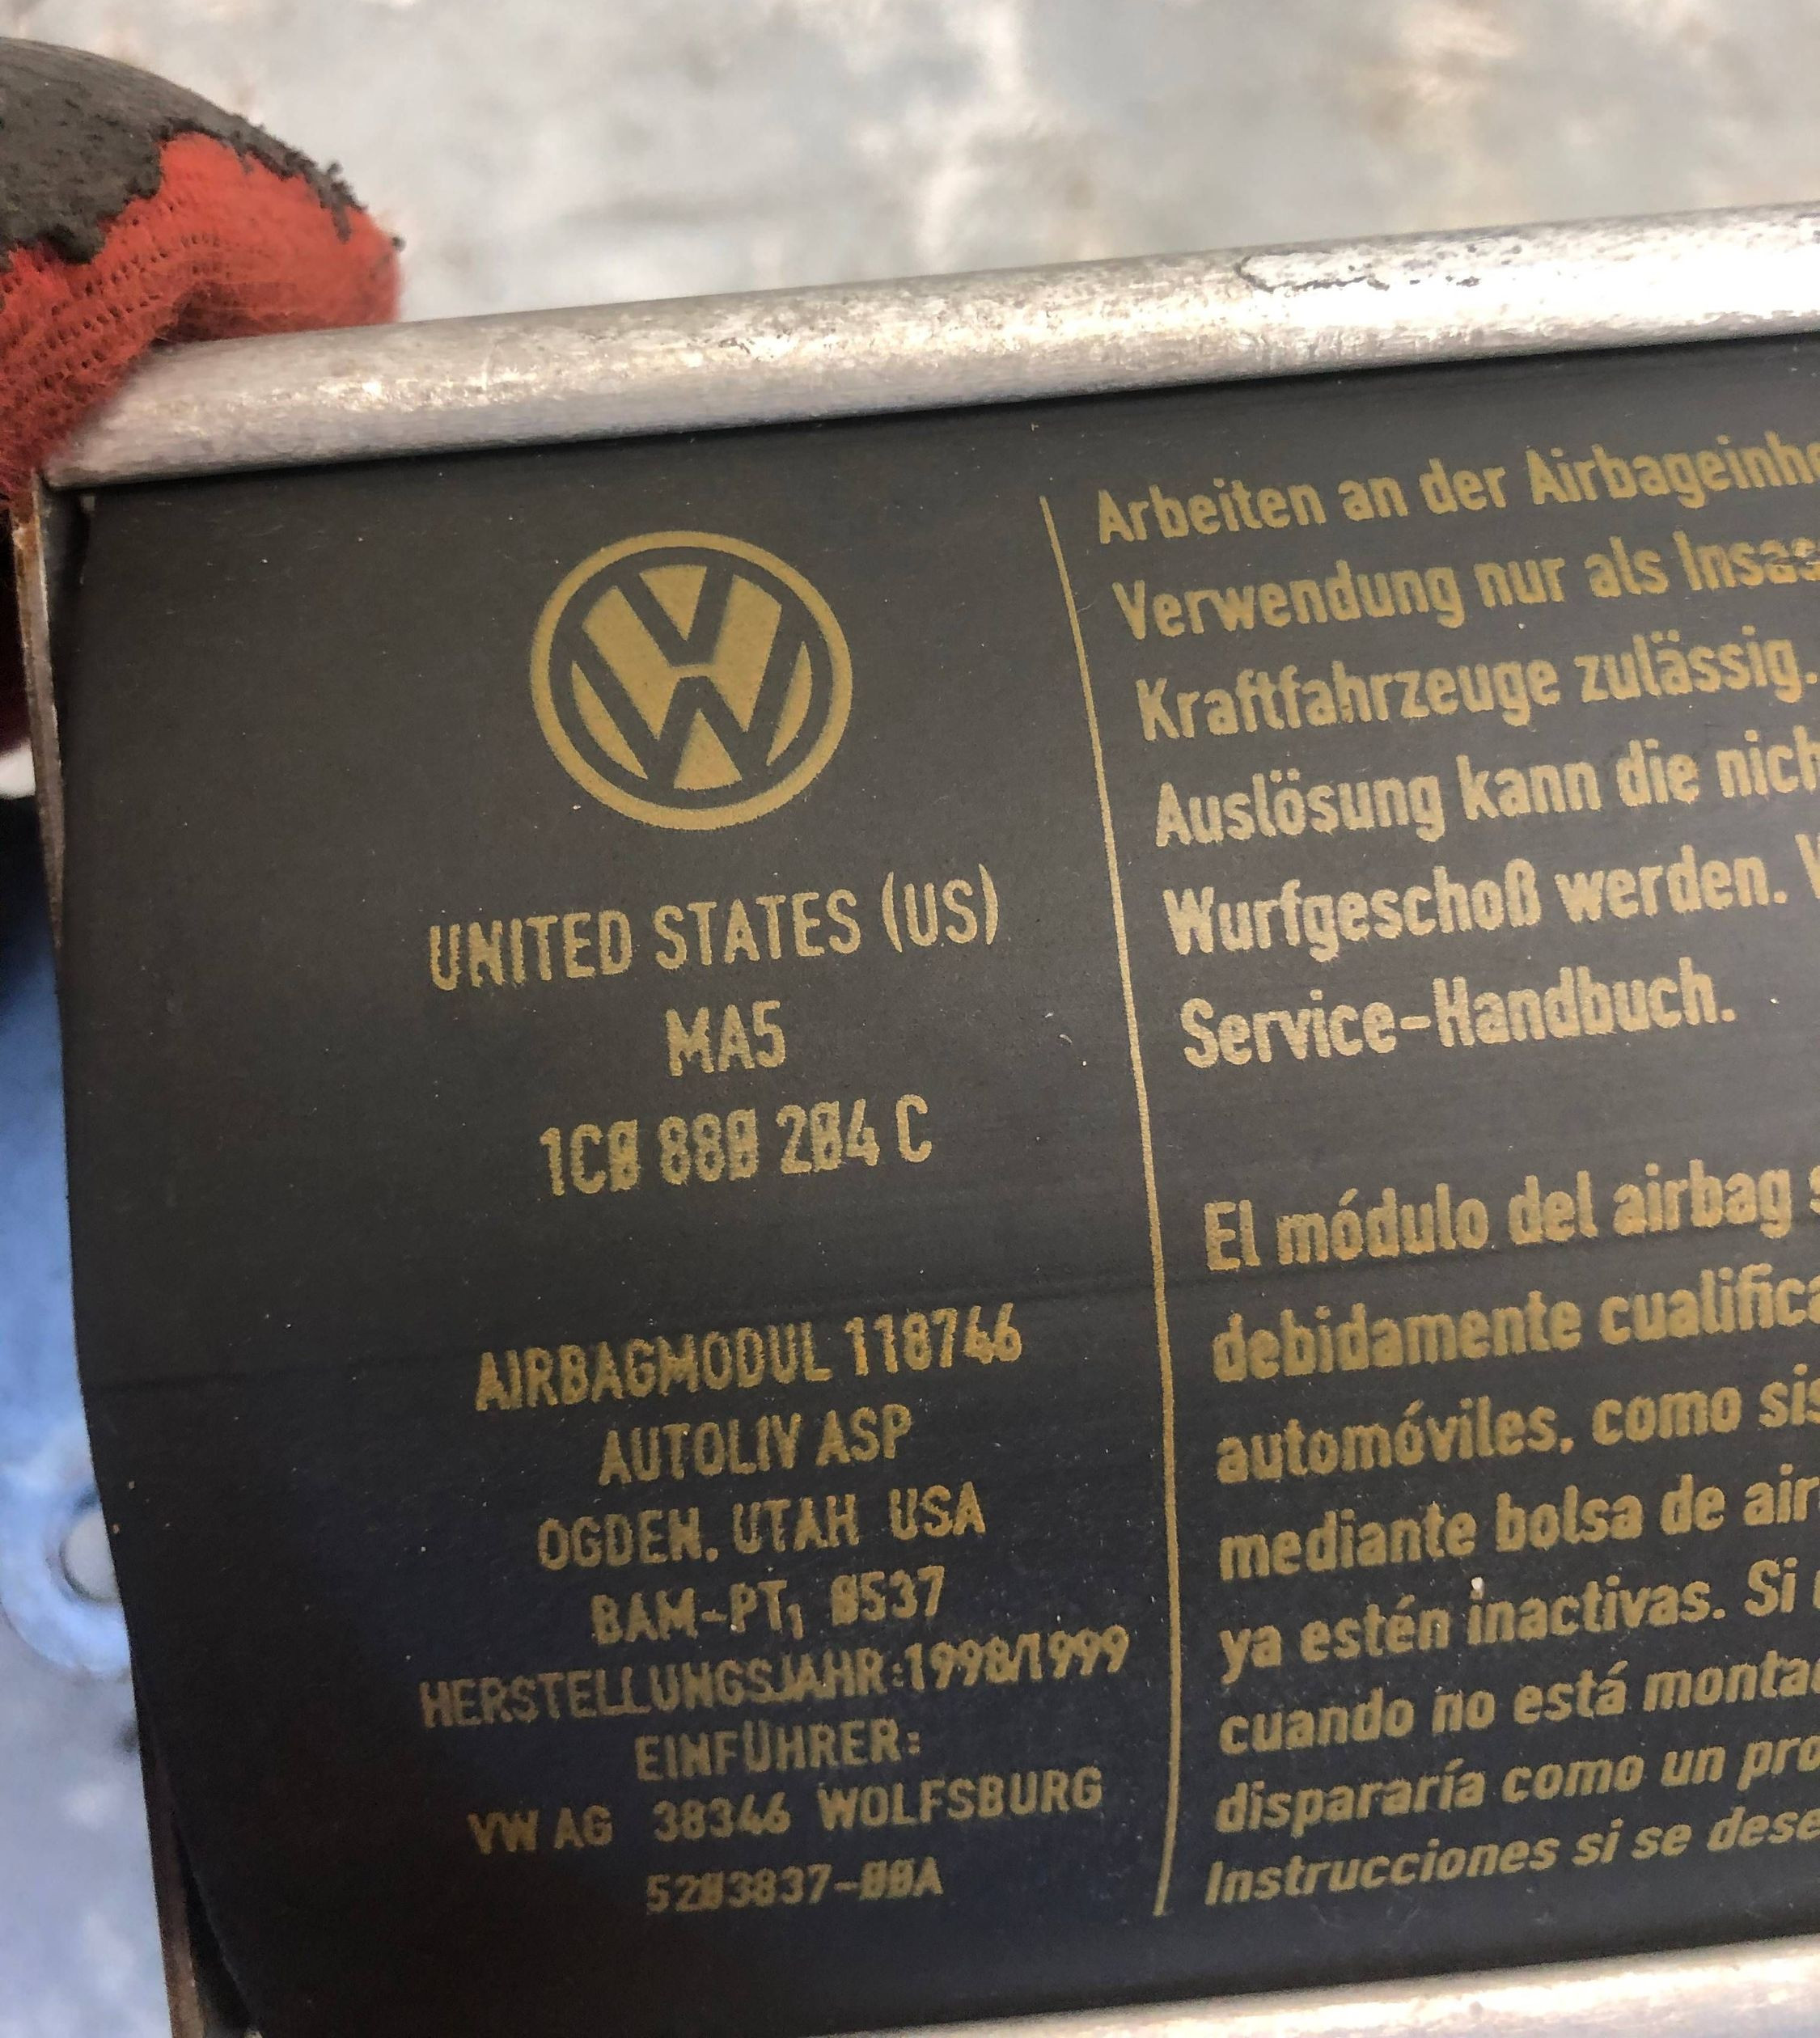 UNITED STATES (US)
MA5
1C0 880 204 C
AIRBAGMODUL 118746
AUTOLIV ASP
OGDEN, UTAH USA
BAM-PT₁ 0537
HERSTELLUNGSJAHR:1998/1999
EINFÜHRER:
VW AG 38346 WOLFSBURG
5203837-00A
Arbeiten an der
Verwendung nur als
Kraftfahrzeuge zulässig.
Auslösung kann die
Wurfgeschoß werden.
Service-Handbuch.
El módulo del airbag
debidamente
automóviles, como
mediante bolsa de
ya estén inactivas. Si
cuando no está
dispararía como un
Instrucciones si se